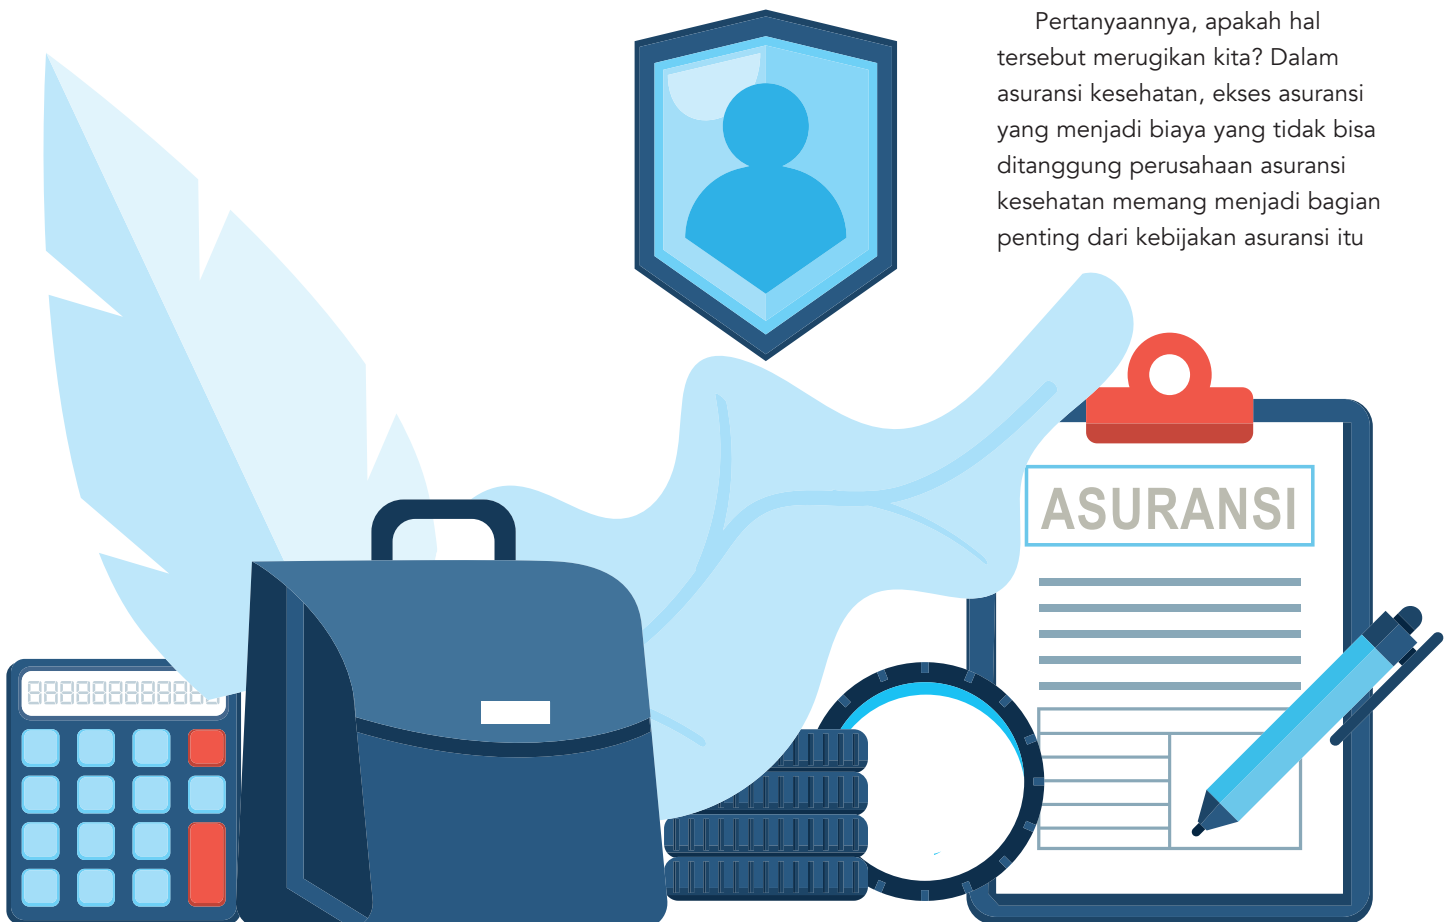 Pertanyaannya, apakah hal
tersebut merugikan kita? Dalam
asuransi kesehatan, ekses asuransi
yang menjadi biaya yang tidak bisa
ditanggung perusahaan asuransi
kesehatan memang menjadi bagian
penting dari kebijakan asuransi itu
ASURANSI